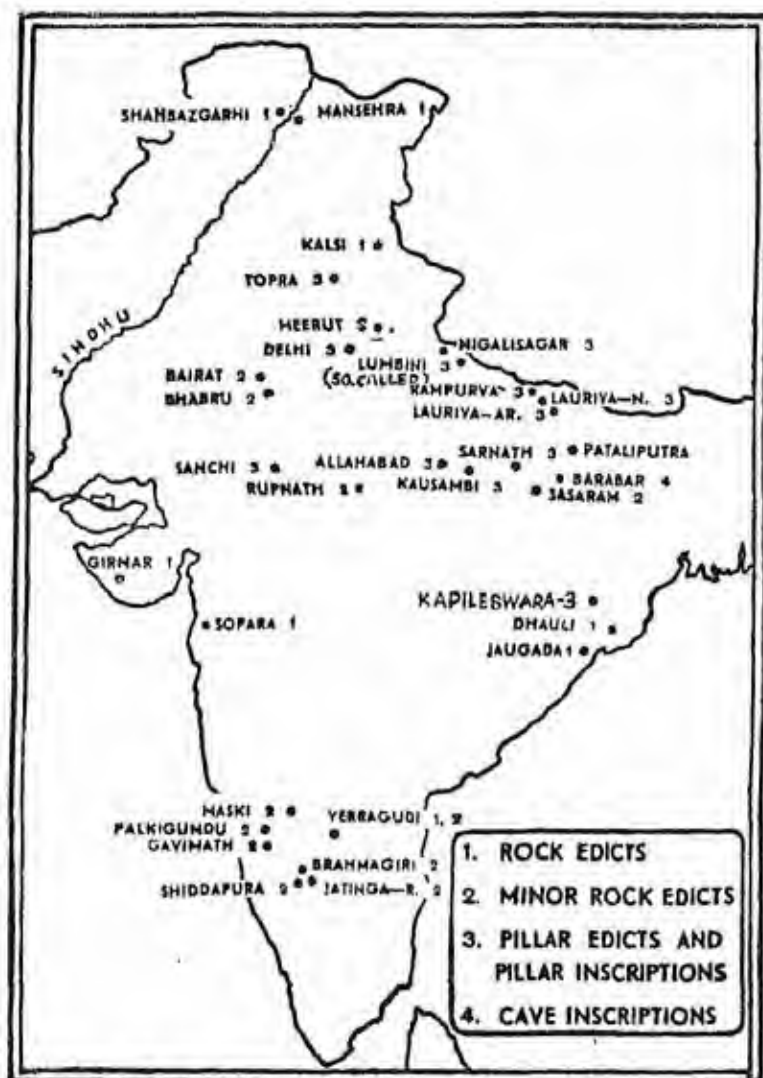 SHAHBAZGARHI 1
MANSEHRA 1
KALSI 1
TOPRA 3
SINDHU
MEERUT 3
DELHI 3
NIGALISAGAR 3
LUMBINI 3
(SO.CALLED)
BAIRAT 2
BHABRU 2
RAMPURVA- 3
LAURIYA—N. 3
LAURIYA-AR. 3
SARNATH 3
PATALIPUTRA
SANCHI 3
ALLAHABAD 3
BARABAR 4
RUPNATH 2
KAUSAMBI 3
SASARAM 2
GIRNAR 1
KAPILESWARA-3
SOPARA 1
DHAULI 1
JAUGADA 1
MASKI 2
YERRAGUDI 1, 2
PALKIGUNDU 2
GAVIMATH 2
BRAHMAGIRI 2
SHIDDAPURA 2
JATINGA—R. 2
1. ROCK EDICTS
2. MINOR ROCK EDICTS
3. PILLAR EDICTS AND
PILLAR INSCRIPTIONS
4. CAVE INSCRIPTIONS